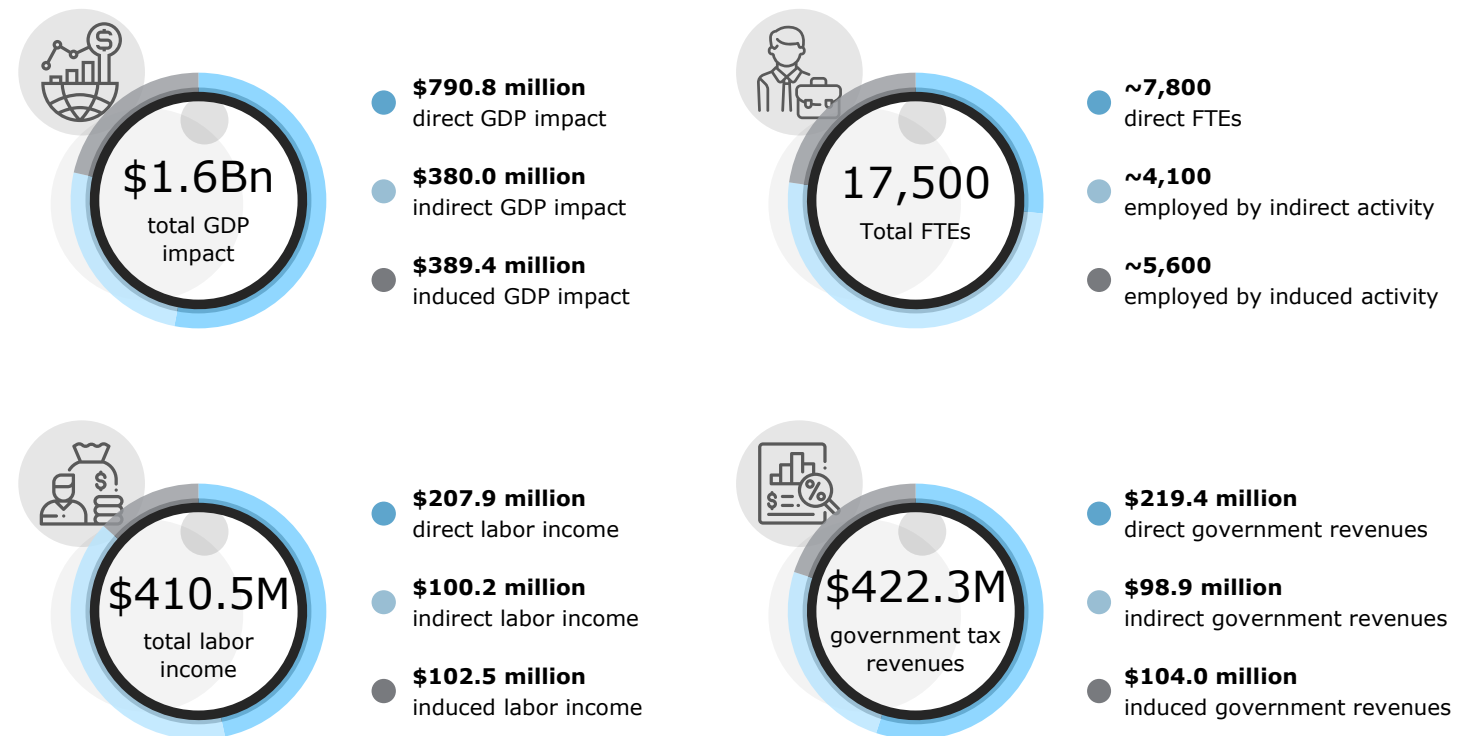 $1.6Bn
total GDP
impact
$790.8 million
direct GDP impact
$380.0 million
indirect GDP impact
$389.4 million
induced GDP impact
17,500
Total FTEs
~7,800
direct FTEs
~4,100
employed by indirect activity
~5,600
employed by induced activity
$410.5M
total labor
income
$207.9 million
direct labor income
$100.2 million
indirect labor income
$102.5 million
induced labor income
$422.3M
government tax
revenues
$219.4 million
direct government revenues
$98.9 million
indirect government revenues
$104.0 million
induced government revenues